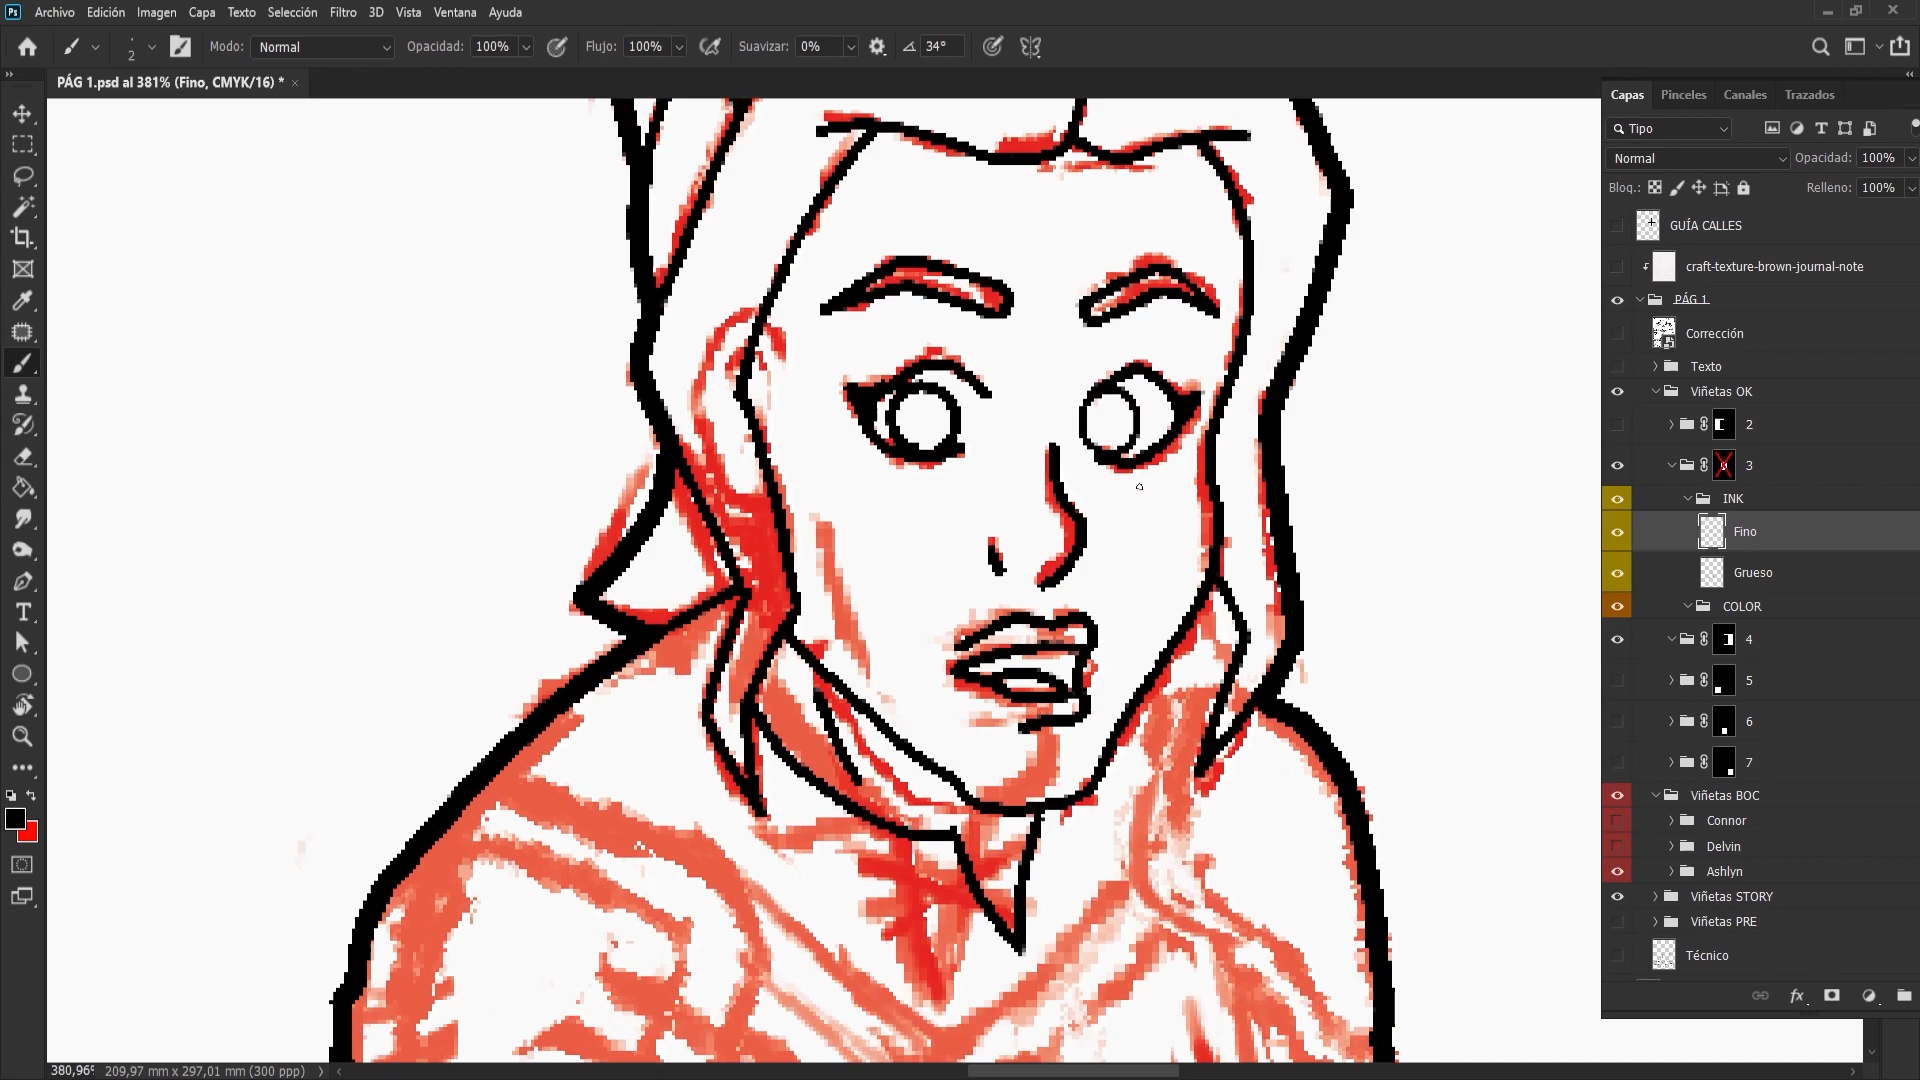 Ps Archivo Edición Imagen Capa Texto Selección Filtro 3D Vista Ventana Ayuda
2 Modo: Normal Opacidad: 100% Flujo: 100% Suavizar: 0% 34°
PÁG 1.psd al 381% (Fino, CMYK/16) * ×
Capas Pinceles Canales Trazados
Tipo
Normal Opacidad: 100%
Bloq.: Relleno: 100%
GUÍA CALLES
craft-texture-brown-journal-note
PÁG 1
Corrección
Texto
Viñetas OK
2
3
INK
Fino
Grueso
COLOR
4
5
6
7
Viñetas BOC
Connor
Delvin
Ashlyn
Viñetas STORY
Viñetas PRE
Técnico
fx
380,96% 209,97 mm x 297,01 mm (300 ppp)